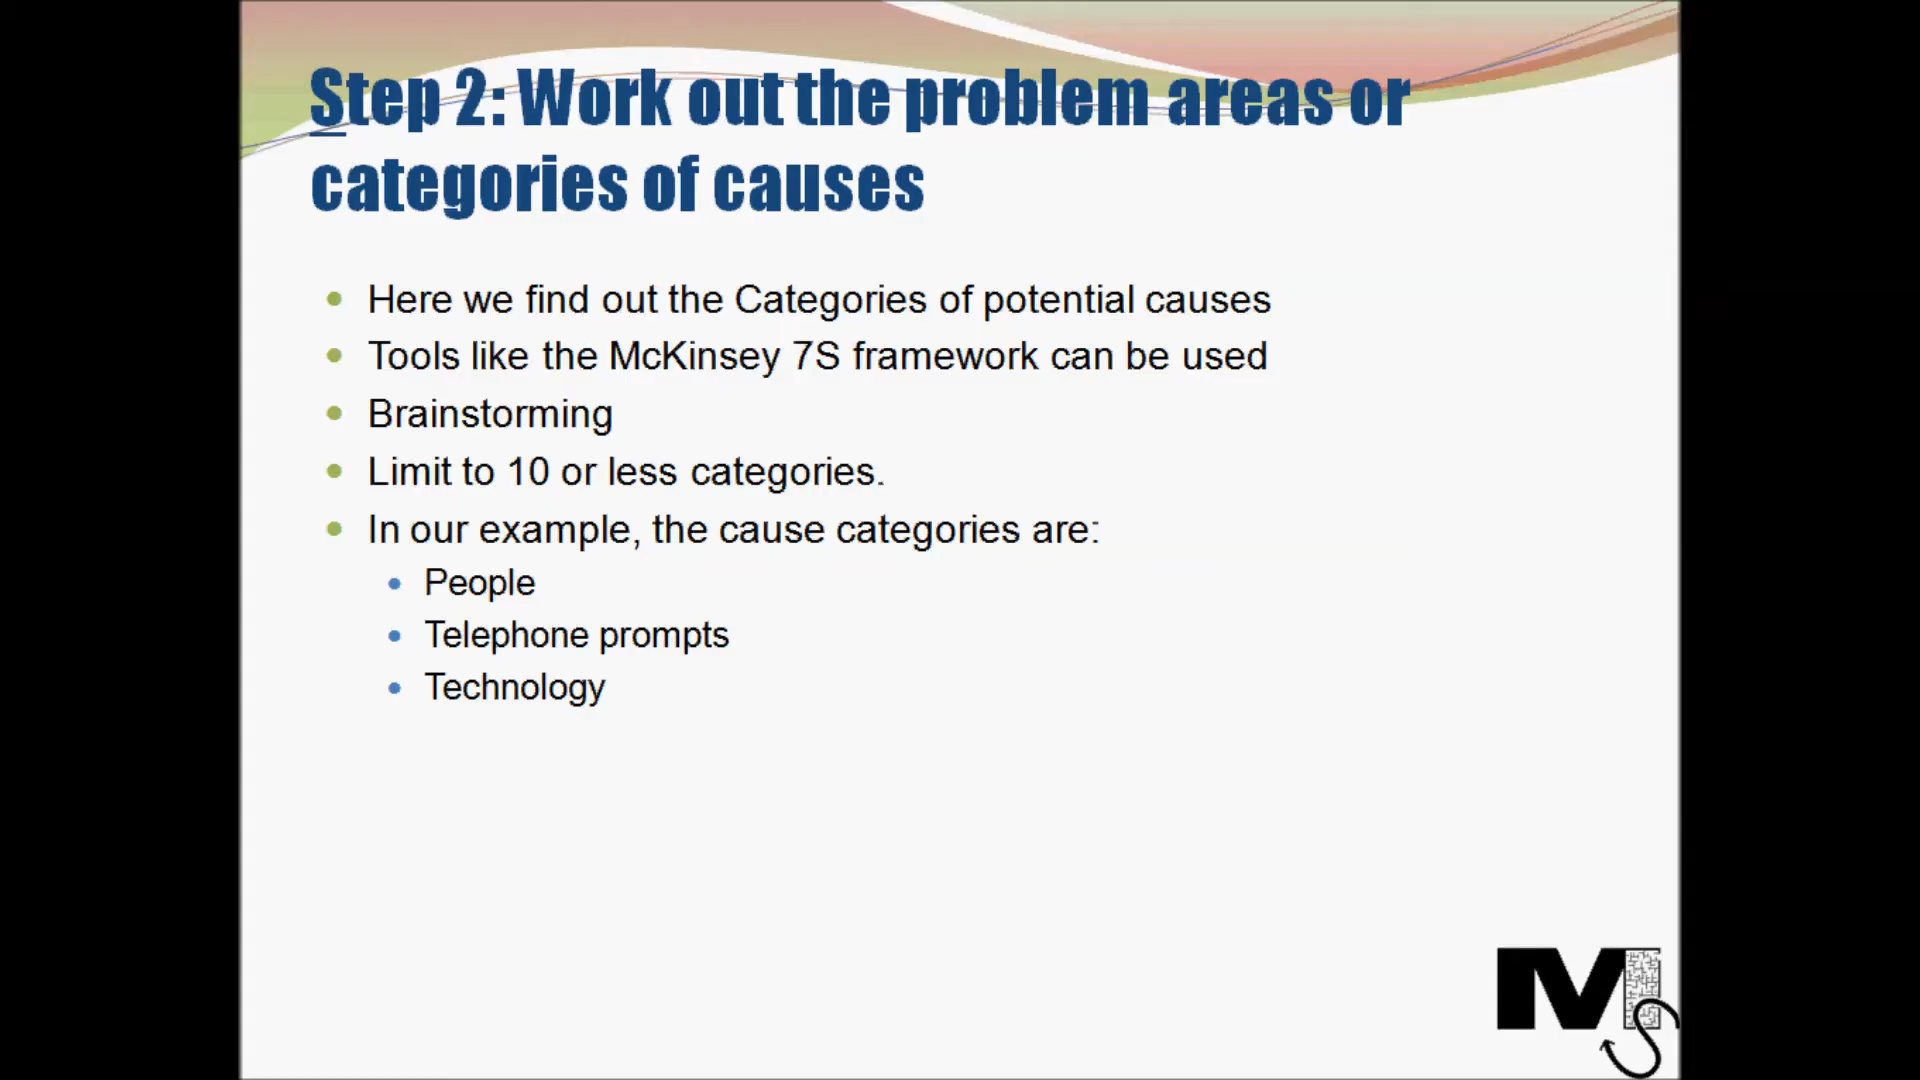 Step 2: Work out the problem areas or
categories of causes
Here we find out the Categories of potential causes
Tools like the McKinsey 7S framework can be used
Brainstorming
Limit to 10 or less categories.
In our example, the cause categories are:
People
Telephone prompts
Technology
MS